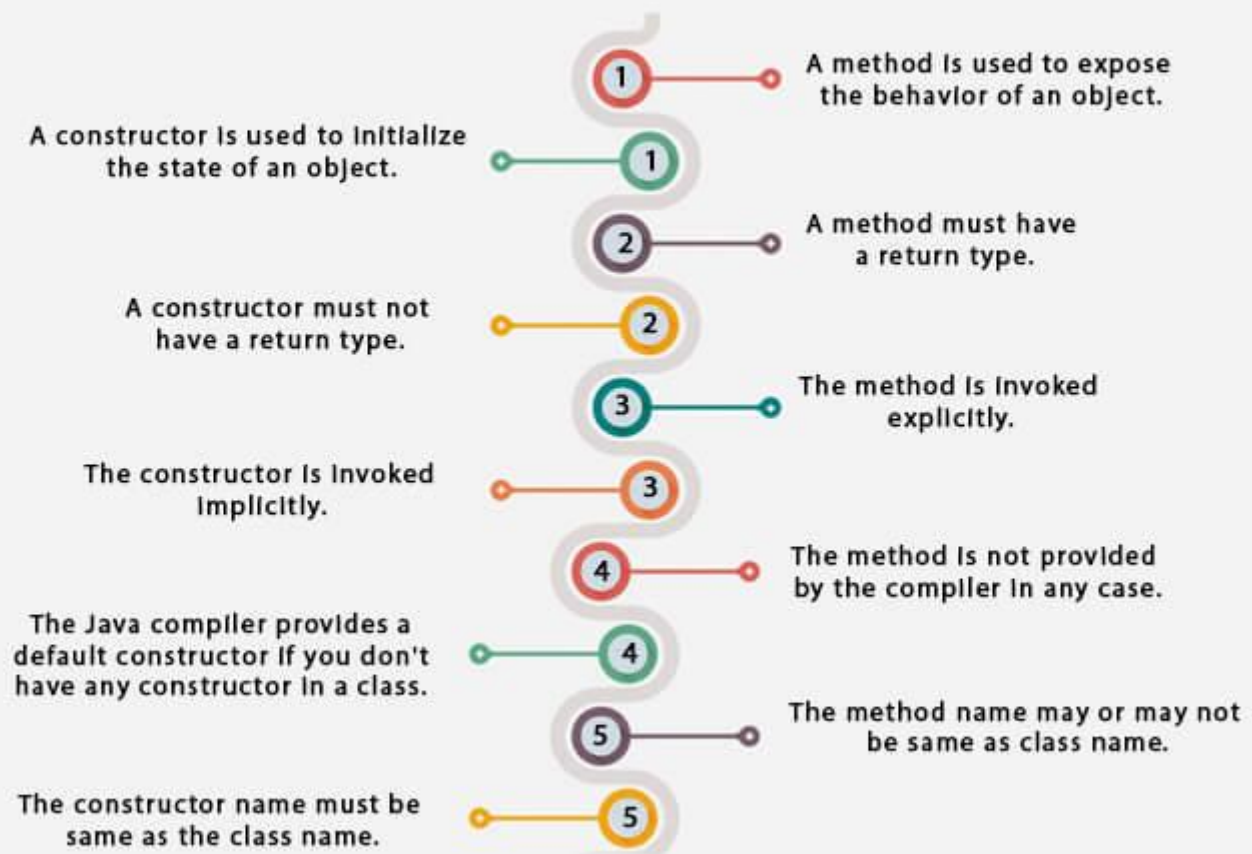 1
A method is used to expose
the behavior of an object.
A constructor is used to initialize
the state of an object.
1
2
A method must have
a return type.
A constructor must not
have a return type.
2
3
The method is invoked
explicitly.
The constructor is invoked
implicitly.
3
4
The method is not provided
by the compiler in any case.
The Java compiler provides a
default constructor if you don't
have any constructor in a class.
4
5
The method name may or may not
be same as class name.
The constructor name must be
same as the class name.
5